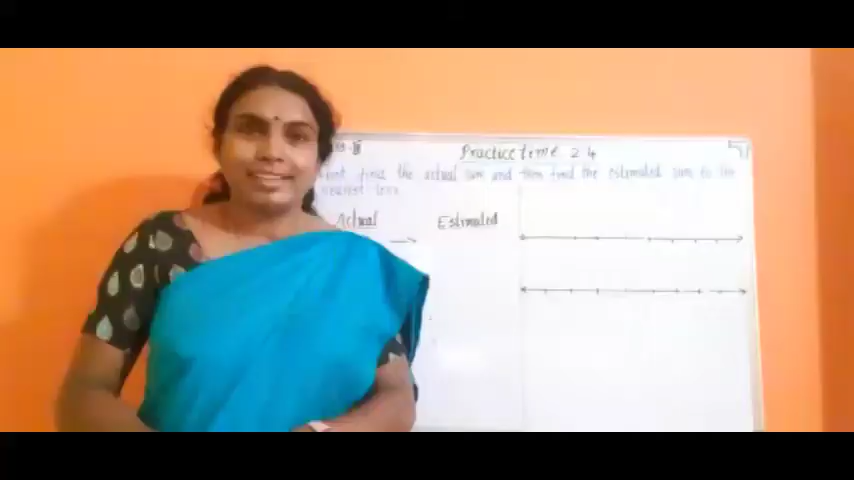 Practice time 2.4
find the actual sum and then find the estimated sum to the
nearest tens
Actual Estimated